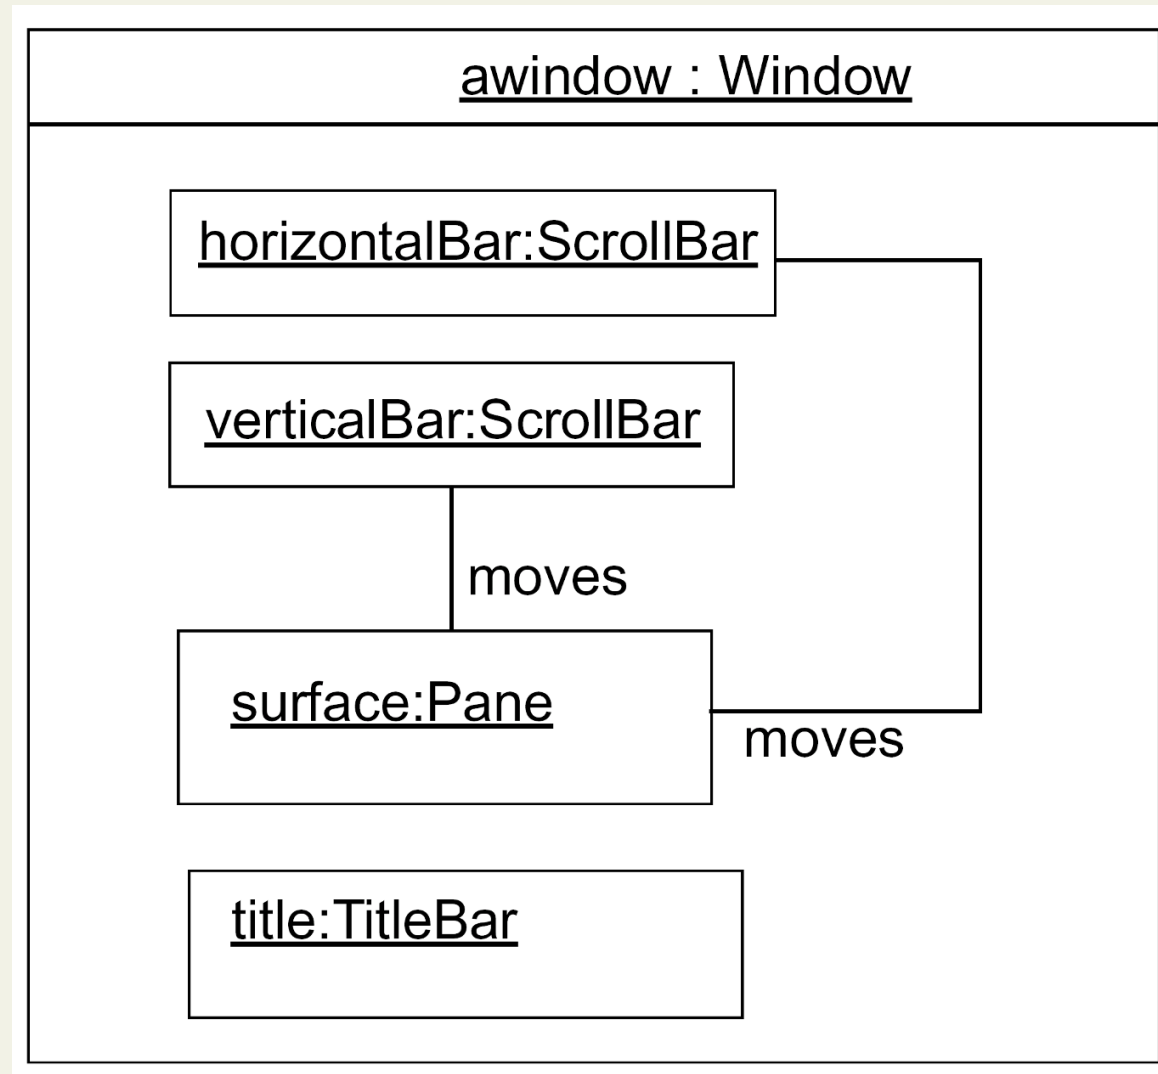 awindow : Window
horizontalBar:ScrollBar
verticalBar:ScrollBar
moves
surface:Pane
moves
title:TitleBar